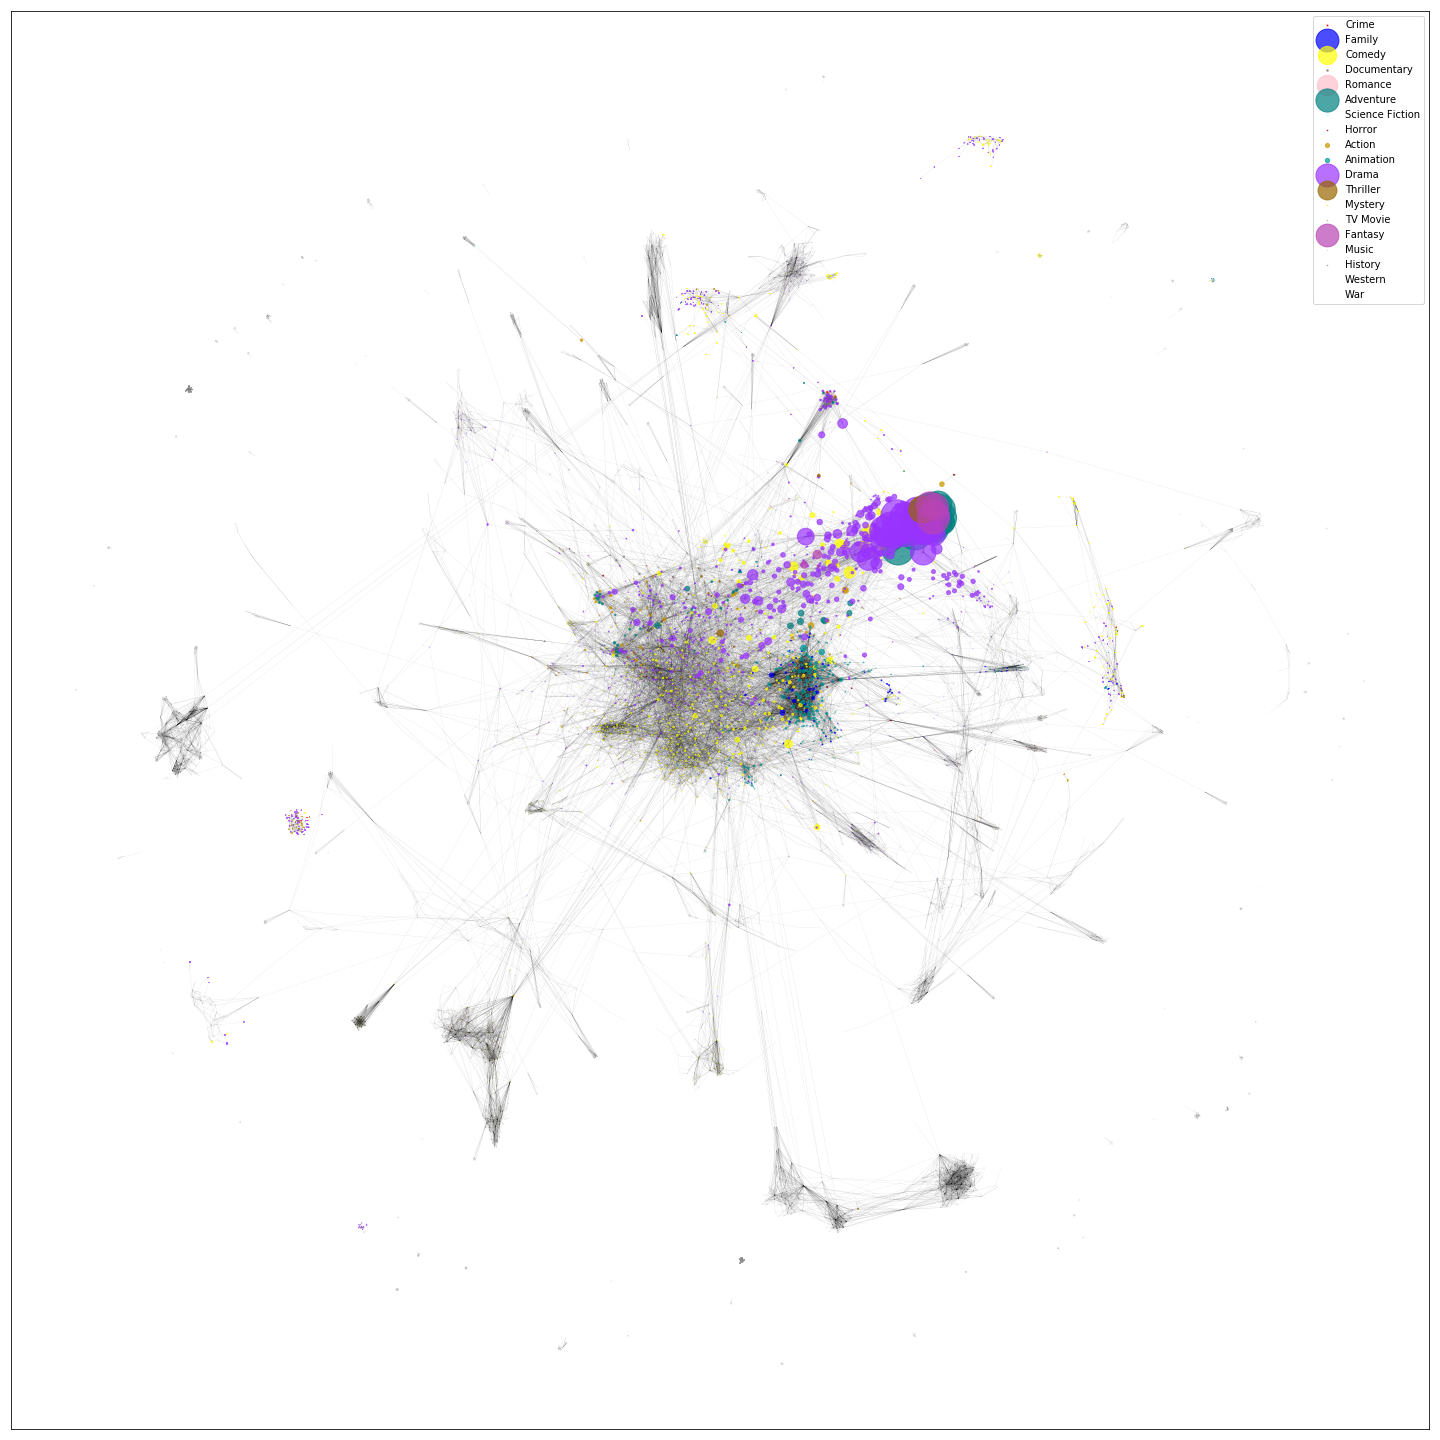 Crime
Family
Comedy
Documentary
Romance
Adventure
Science Fiction
Horror
Action
Animation
Drama
Thriller
Mystery
TV Movie
Fantasy
Music
History
Western
War